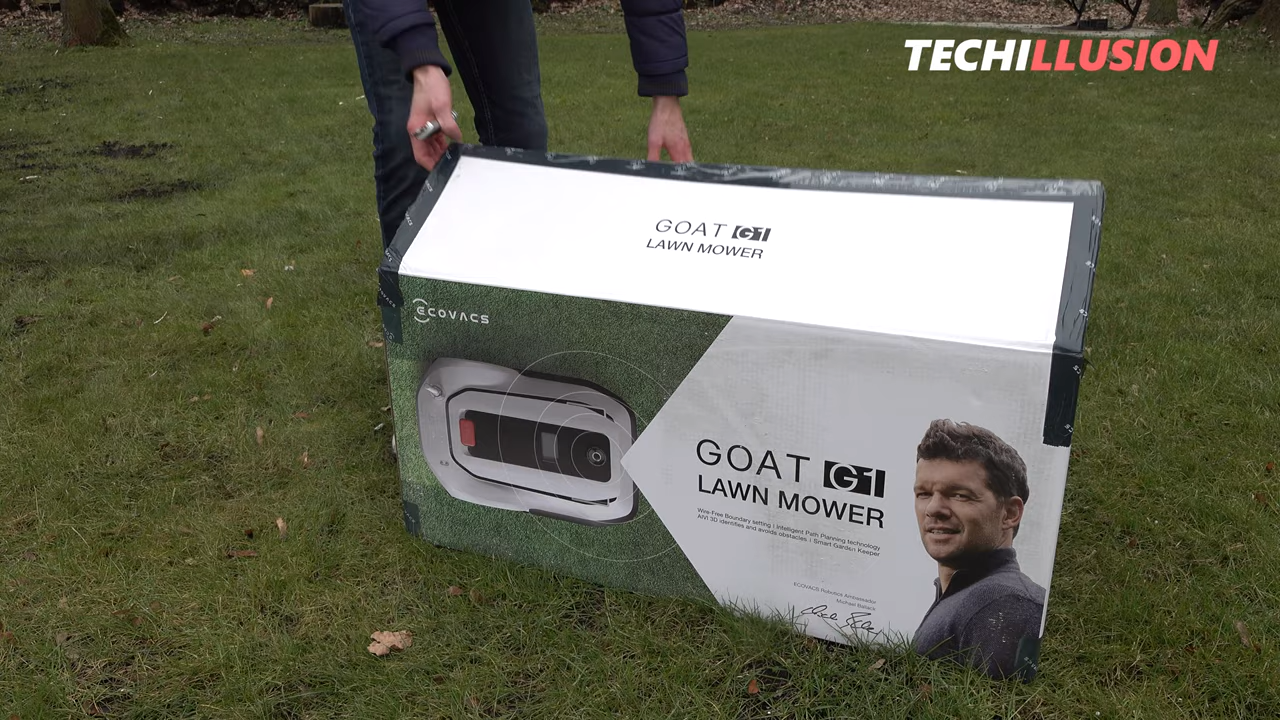 TECHILLUSION
GOAT G1
LAWN MOWER
ECOVACS
GOAT G1
LAWN MOWER
Wire-Free Boundary setting | Intelligent Path Planning technology
AIVI 3D identifies and avoids obstacles | Smart Garden Keeper
ECOVACS Robotics Ambassador
Michael Ballack